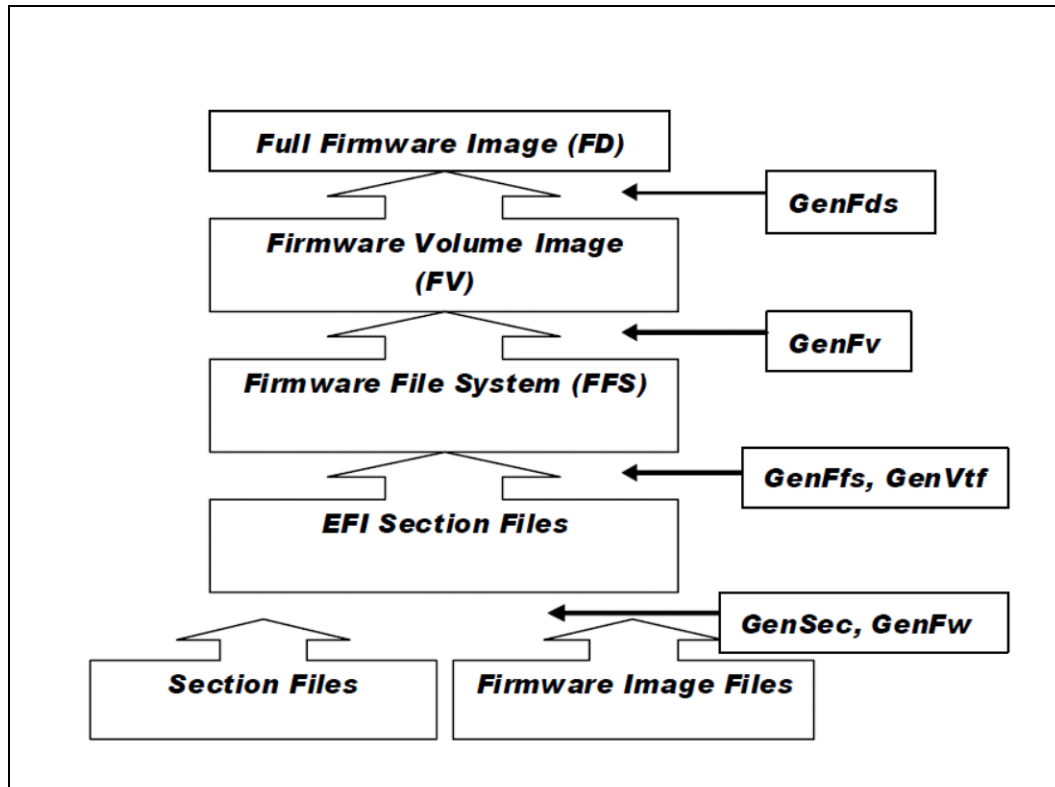 Full Firmware Image (FD)
GenFds
Firmware Volume Image
(FV)
GenFv
Firmware File System (FFS)
GenFfs, GenVtf
EFI Section Files
GenSec, GenFw
Section Files
Firmware Image Files